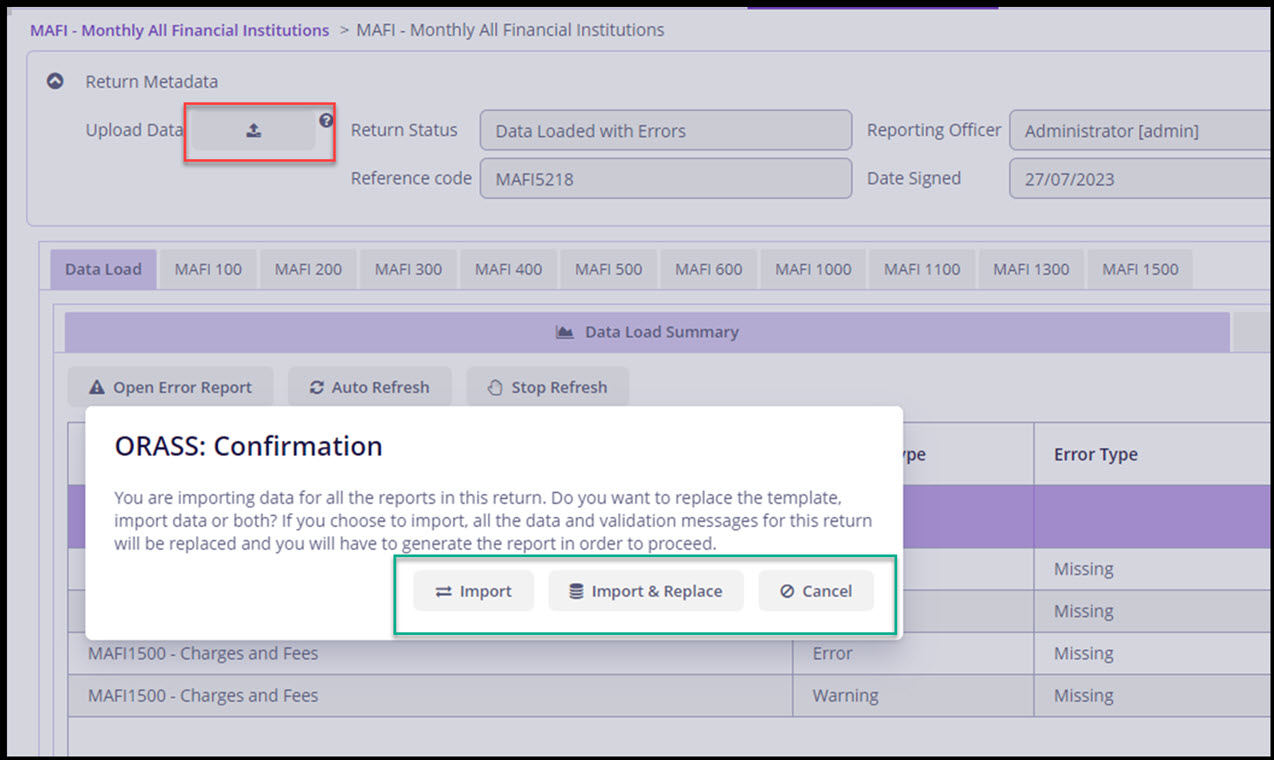 MAFI - Monthly All Financial Institutions > MAFI - Monthly All Financial Institutions
Return Metadata
Upload Data ? Return Status Data Loaded with Errors Reporting Officer Administrator [admin]
Reference code MAFI5218 Date Signed 27/07/2023
Data Load MAFI 100 MAFI 200 MAFI 300 MAFI 400 MAFI 500 MAFI 600 MAFI 1000 MAFI 1100 MAFI 1300 MAFI 1500
Data Load Summary
Open Error Report Auto Refresh Stop Refresh
ORASS: Confirmation
Error Type
You are importing data for all the reports in this return. Do you want to replace the template,
import data or both? If you choose to import, all the data and validation messages for this return
will be replaced and you will have to generate the report in order to proceed.
Import Import & Replace Cancel
Missing
Missing
MAFI1500 - Charges and Fees Error Missing
MAFI1500 - Charges and Fees Warning Missing